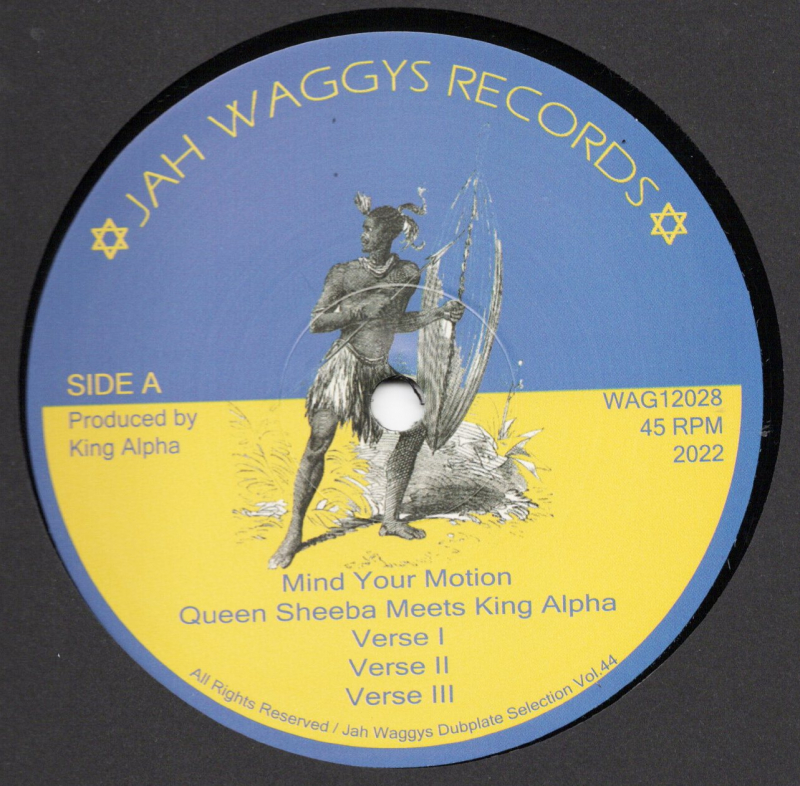 JAH WAGGYS RECORDS
SIDE A
Produced by
King Alpha
WAG12028
45 RPM
2022
Mind Your Motion
Queen Sheeba Meets King Alpha
Verse I
Verse II
Verse III
All Rights Reserved / Jah Waggys Dubplate Selection Vol.44